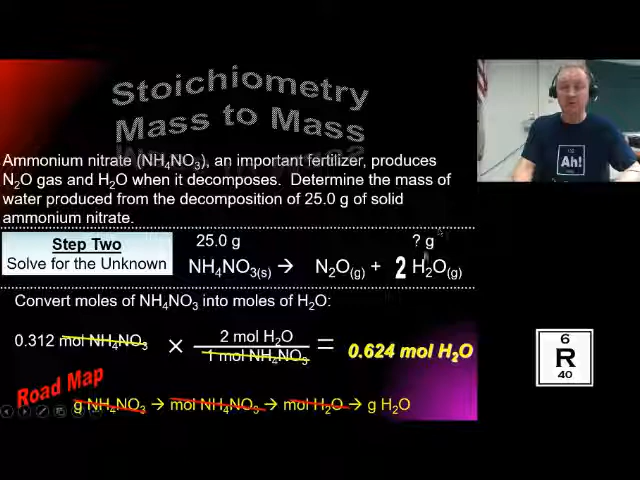 Stoichiometry
Mass to Mass
Ammonium nitrate (NH₄NO₃), an important fertilizer, produces
N₂O gas and H₂O when it decomposes. Determine the mass of
water produced from the decomposition of 25.0 g of solid
ammonium nitrate.
Step Two
Solve for the Unknown
25.0 g ? g
NH₄NO₃(s) → N₂O(g) + 2 H₂O(g)
Convert moles of NH₄NO₃ into moles of H₂O:
0.312 mol NH₄NO₃ × 2 mol H₂O
1 mol NH₄NO₃ = 0.624 mol H₂O
Road Map
g NH₄NO₃ → mol NH₄NO₃ → mol H₂O → g H₂O
Ah!
6
R
40